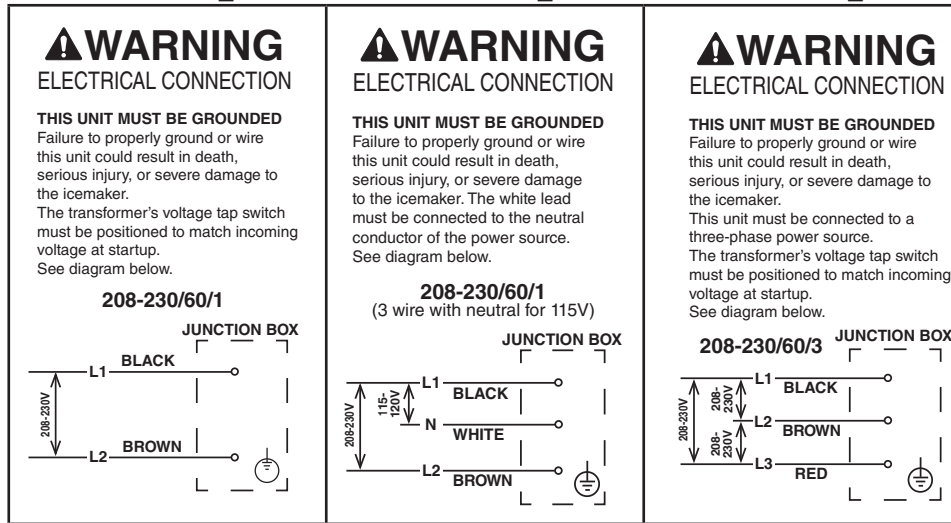 WARNING
ELECTRICAL CONNECTION
THIS UNIT MUST BE GROUNDED
Failure to properly ground or wire
this unit could result in death,
serious injury, or severe damage to
the icemaker.
The transformer's voltage tap switch
must be positioned to match incoming
voltage at startup.
See diagram below.
208-230/60/1
JUNCTION BOX
L1 BLACK
208-230V
L2 BROWN
WARNING
ELECTRICAL CONNECTION
THIS UNIT MUST BE GROUNDED
Failure to properly ground or wire
this unit could result in death,
serious injury, or severe damage
to the icemaker. The white lead
must be connected to the neutral
conductor of the power source.
See diagram below.
208-230/60/1
(3 wire with neutral for 115V)
JUNCTION BOX
L1 BLACK
115-
120V
208-230V
N WHITE
L2 BROWN
WARNING
ELECTRICAL CONNECTION
THIS UNIT MUST BE GROUNDED
Failure to properly ground or wire
this unit could result in death,
serious injury, or severe damage to
the icemaker.
This unit must be connected to a
three-phase power source.
The transformer's voltage tap switch
must be positioned to match incoming
voltage at startup.
See diagram below.
208-230/60/3
JUNCTION BOX
L1 BLACK
208-
230V
208-230V
L2 BROWN
208-
230V
L3 RED